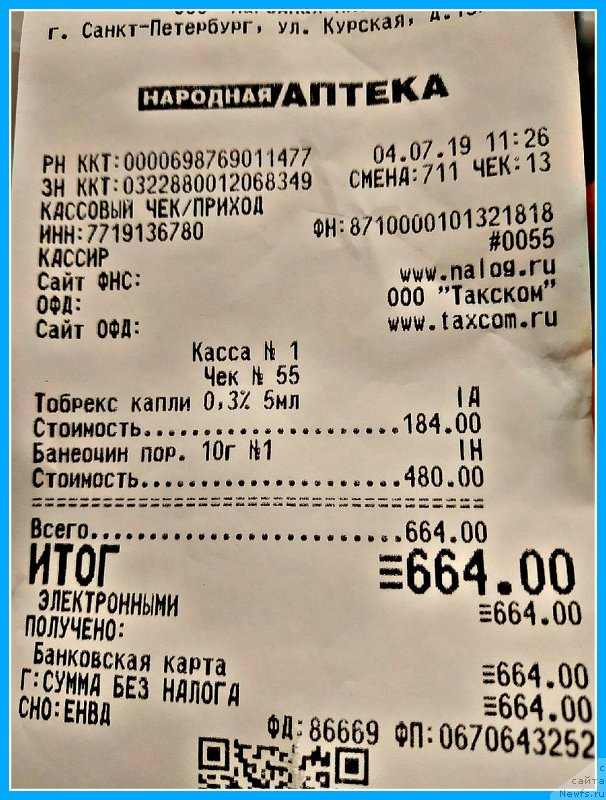 г. Санкт-Петербург, ул. Курская,
НАРОДНАЯ АПТЕКА
РН ККТ:0000698769011477 04.07.19 11:26
ЗН ККТ:0322880012068349 СМЕНА:711 ЧЕК:13
КАССОВЫЙ ЧЕК/ПРИХОД
ИНН:7719136780 ФН:8710000101321818
КАССИР #0055
Сайт ФНС: www.nalog.ru
ОФД: ООО "Такском"
Сайт ОФД: www.taxcom.ru
Касса № 1
Чек № 55
Тобрекс капли 0,3% 5мл
Стоимость.....................184.00
Банеоцин пор. 10г №1
Стоимость.....................480.00
Всего.........................664.00
ИТОГ ≡664.00
ЭЛЕКТРОННЫМИ ≡664.00
ПОЛУЧЕНО:
Банковская карта ≡664.00
Г:СУММА БЕЗ НАЛОГА ≡664.00
СНО:ЕНВД
ФД:86669 ФП:0670643252
с
сайта
Newfs.ru